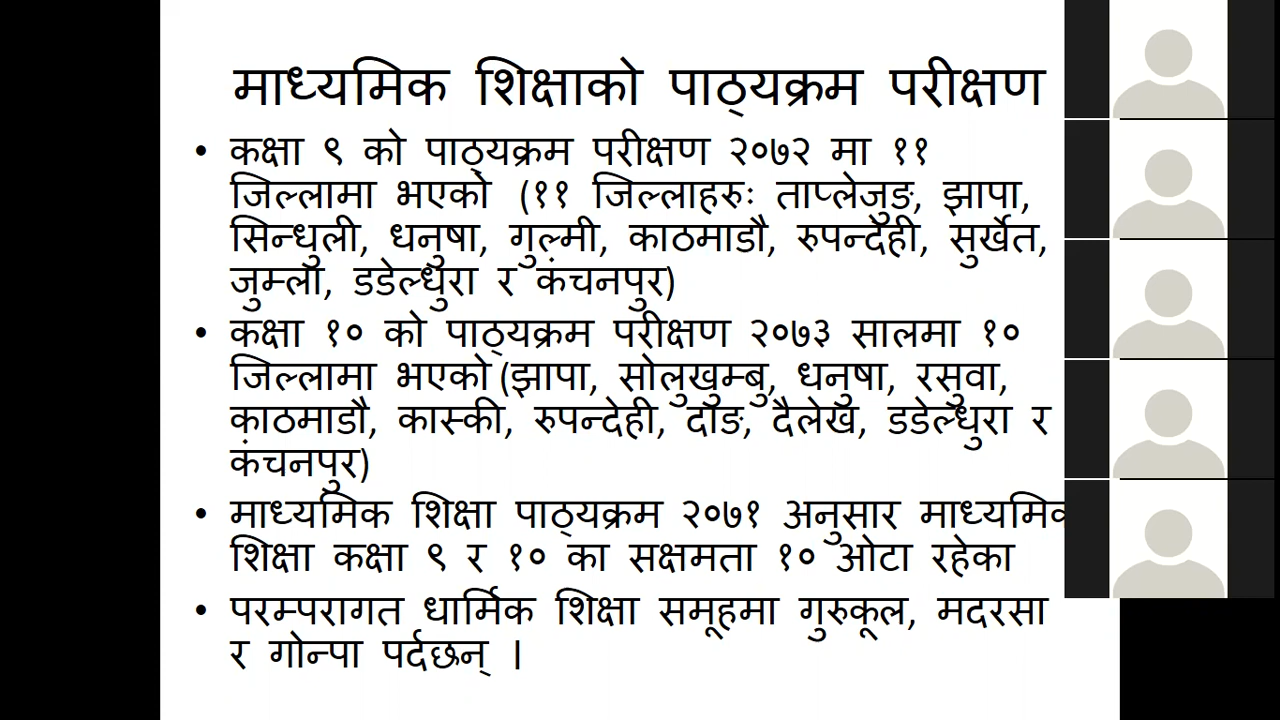 माध्यमिक शिक्षाको पाठ्यक्रम परीक्षण
• कक्षा ९ को पाठ्यक्रम परीक्षण २०७२ मा ११
जिल्लामा भएको (११ जिल्लाहरुः ताप्लेजुङ, झापा,
सिन्धुली, धनुषा, गुल्मी, काठमाडौ, रुपन्देही, सुर्खेत,
जुम्ला, डडेल्धुरा र कंचनपुर)
• कक्षा १० को पाठ्यक्रम परीक्षण २०७३ सालमा १०
जिल्लामा भएको (झापा, सोलुखुम्बु, धनुषा, रसुवा,
काठमाडौ, कास्की, रुपन्देही, दाङ, दैलेख, डडेल्धुरा र
कंचनपुर)
• माध्यमिक शिक्षा पाठ्यक्रम २०७१ अनुसार माध्यमिक
शिक्षा कक्षा ९ र १० का सक्षमता १० ओटा रहेका
• परम्परागत धार्मिक शिक्षा समूहमा गुरुकूल, मदरसा
र गोन्पा पर्दछन् ।